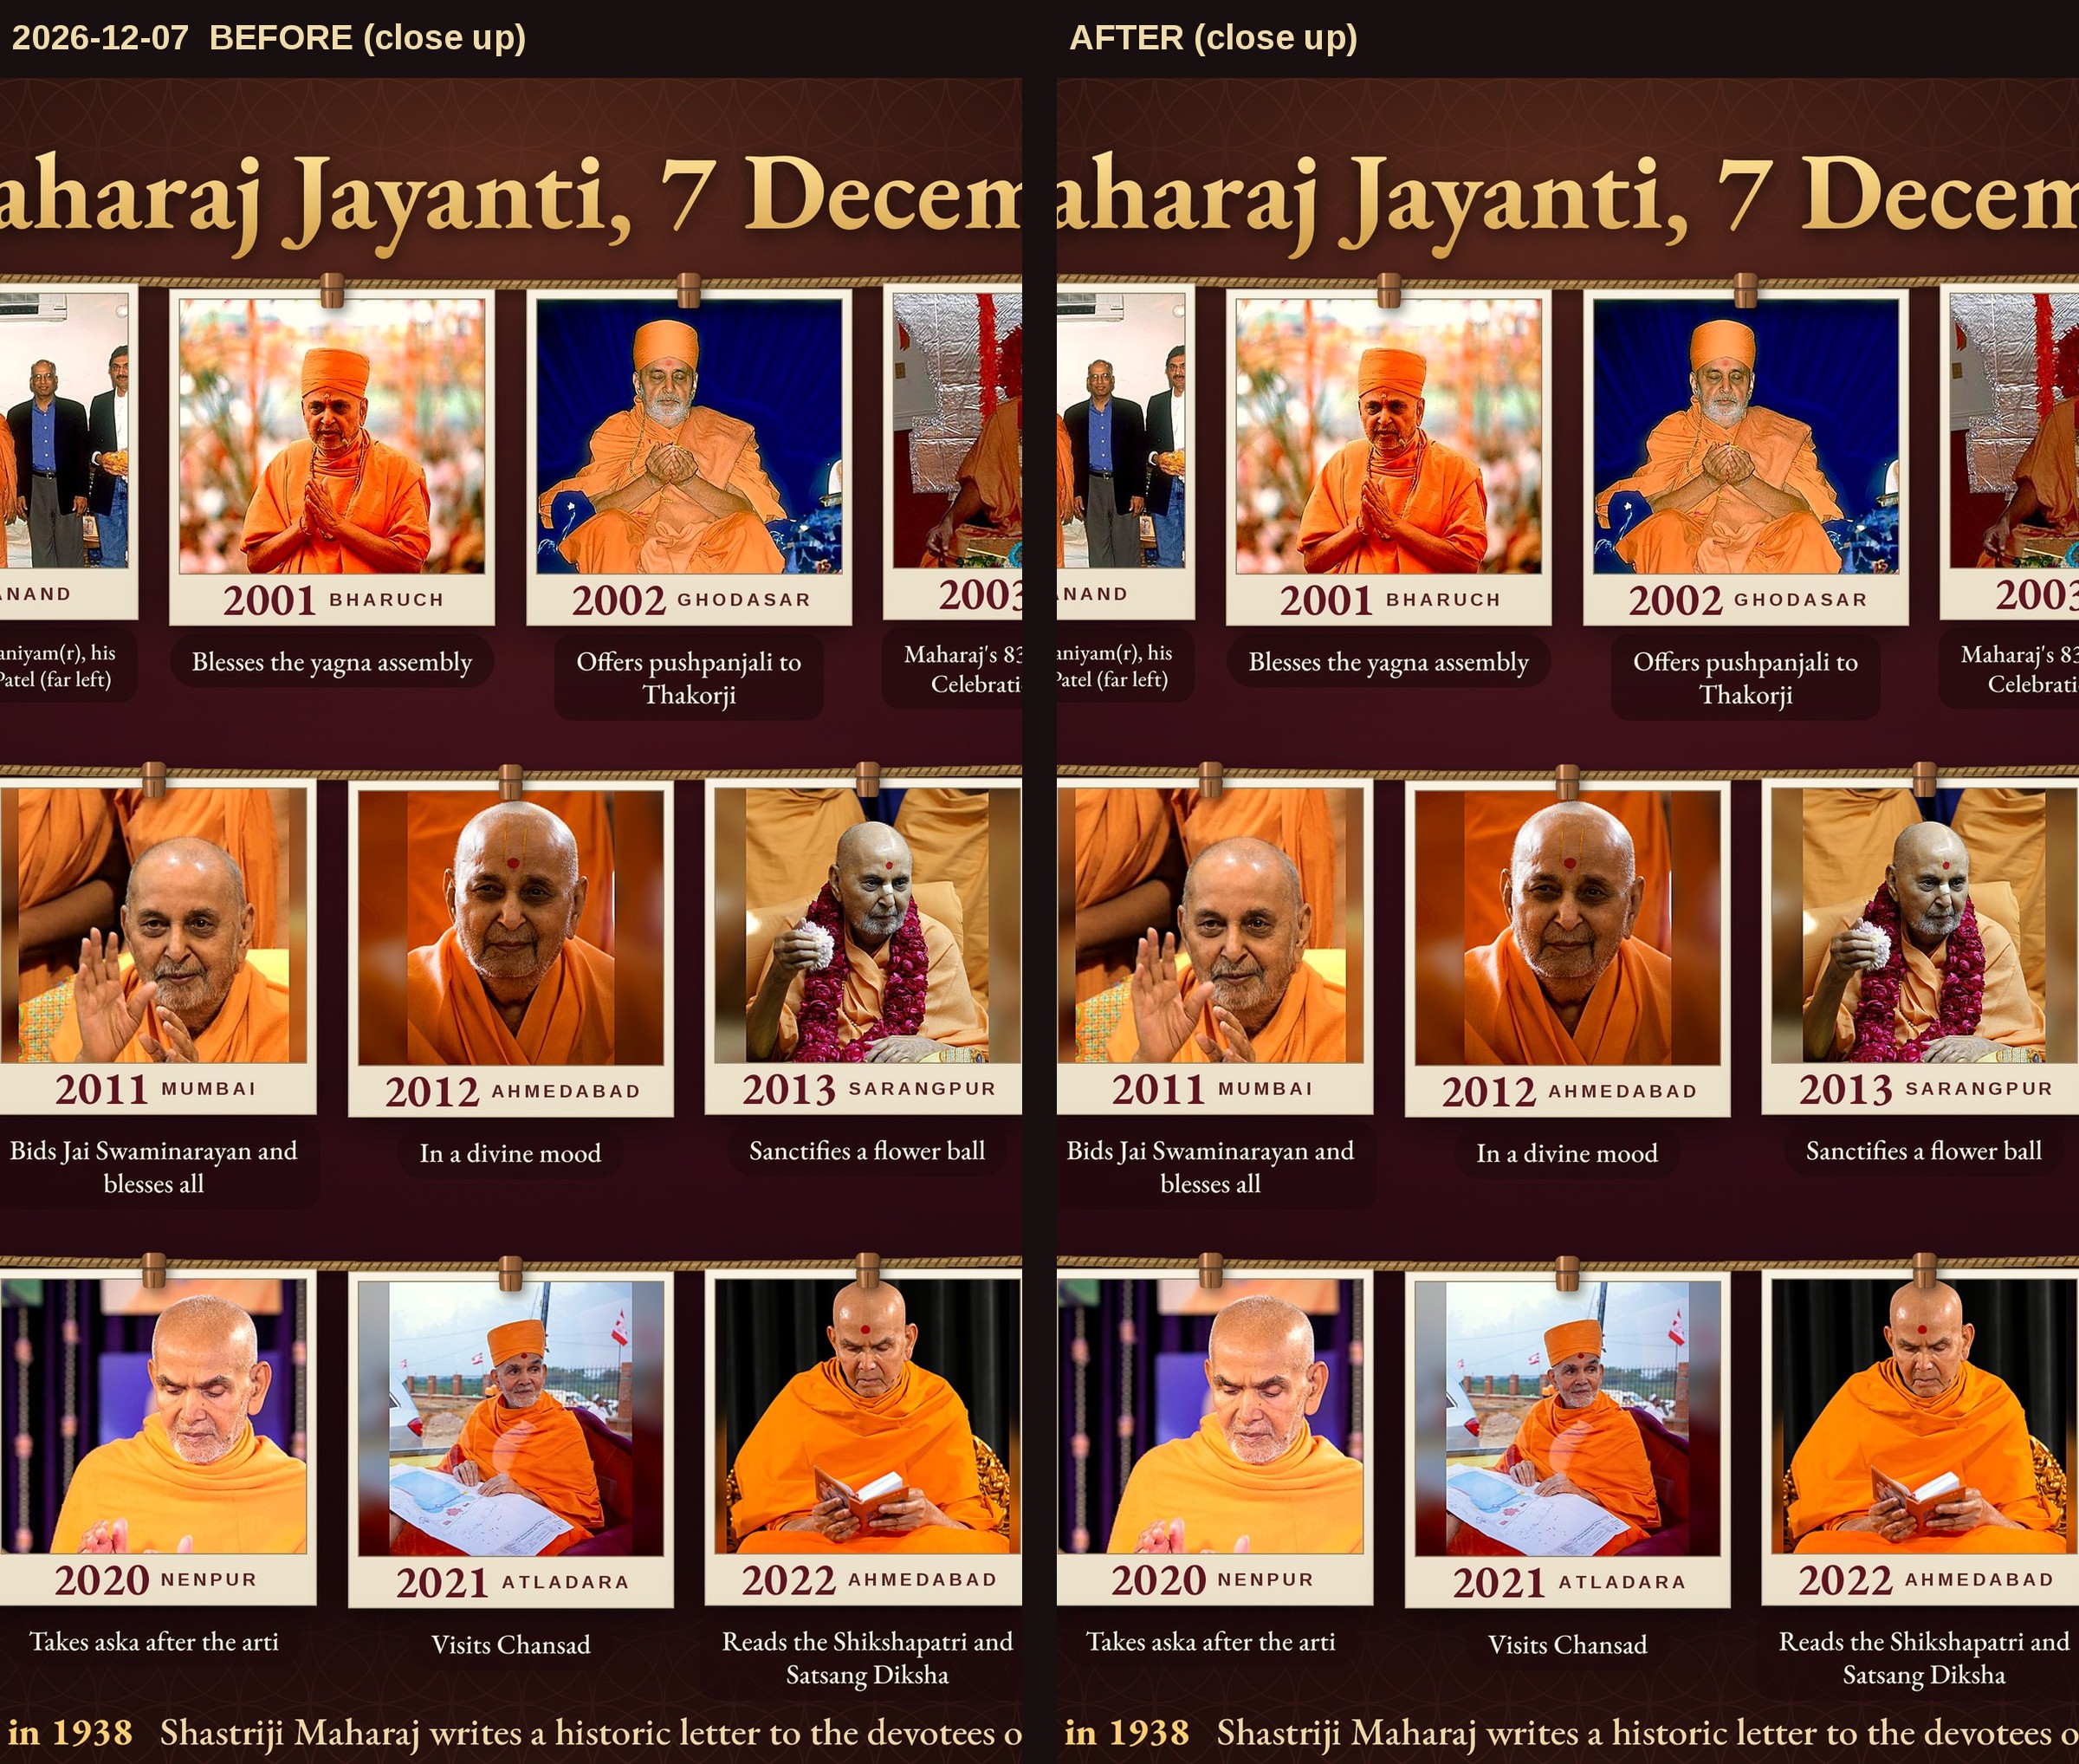 2026-12-07 BEFORE (close up)
aharaj Jayanti, 7 Decem
ANAND
2001 BHARUCH
2002 GHODASAR
2003
aniyam(r), his
Patel (far left)
Blesses the yagna assembly
Offers pushpanjali to
Thakorji
Maharaj's 83
Celebrati
2011 MUMBAI
2012 AHMEDABAD
2013 SARANGPUR
Bids Jai Swaminarayan and
blesses all
In a divine mood
Sanctifies a flower ball
2020 NENPUR
2021 ATLADARA
2022 AHMEDABAD
Takes aska after the arti
Visits Chansad
Reads the Shikshapatri and
Satsang Diksha
in 1938 Shastriji Maharaj writes a historic letter to the devotees o
AFTER (close up)
aharaj Jayanti, 7 Decem
ANAND
2001 BHARUCH
2002 GHODASAR
2003
aniyam(r), his
Patel (far left)
Blesses the yagna assembly
Offers pushpanjali to
Thakorji
Maharaj's 83
Celebrati
2011 MUMBAI
2012 AHMEDABAD
2013 SARANGPUR
Bids Jai Swaminarayan and
blesses all
In a divine mood
Sanctifies a flower ball
2020 NENPUR
2021 ATLADARA
2022 AHMEDABAD
Takes aska after the arti
Visits Chansad
Reads the Shikshapatri and
Satsang Diksha
in 1938 Shastriji Maharaj writes a historic letter to the devotees o